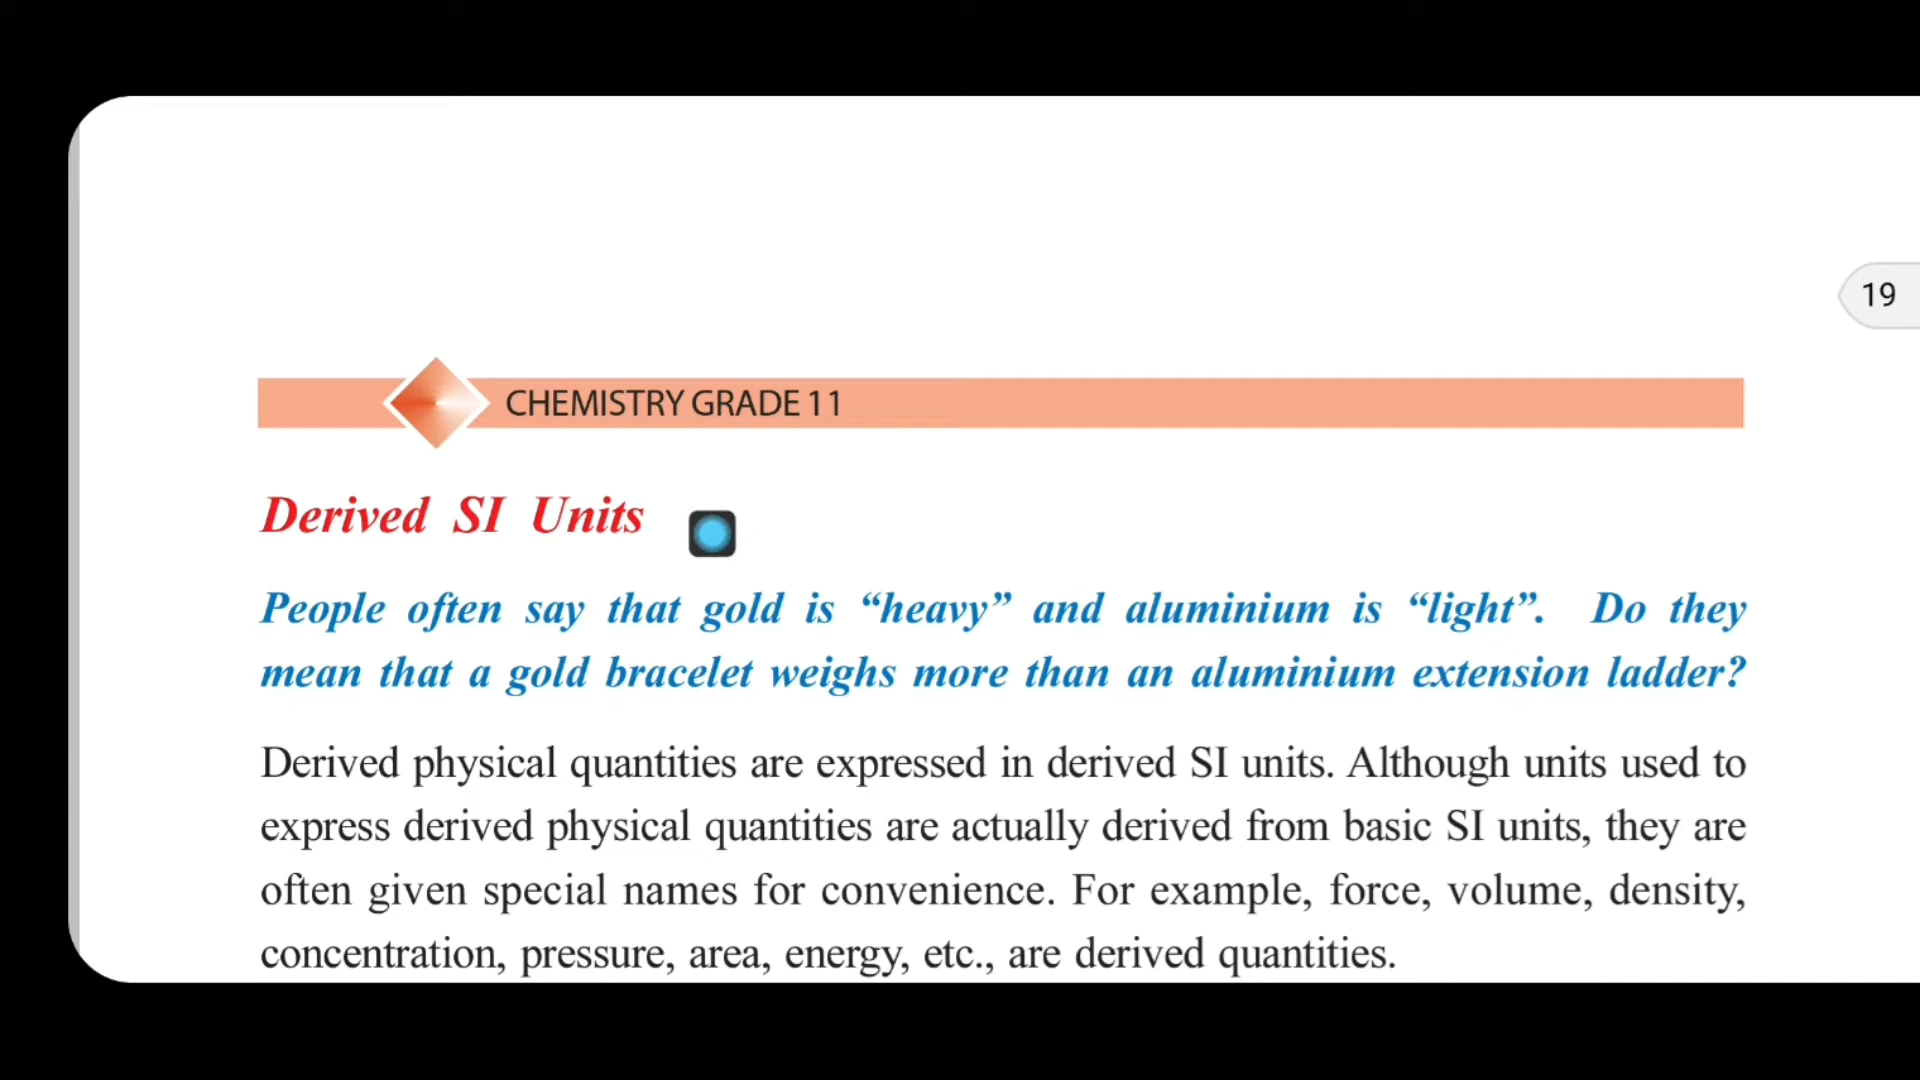 19
CHEMISTRY GRADE 11
Derived SI Units
People often say that gold is “heavy” and aluminium is “light”. Do they
mean that a gold bracelet weighs more than an aluminium extension ladder?
Derived physical quantities are expressed in derived SI units. Although units used to
express derived physical quantities are actually derived from basic SI units, they are
often given special names for convenience. For example, force, volume, density,
concentration, pressure, area, energy, etc., are derived quantities.